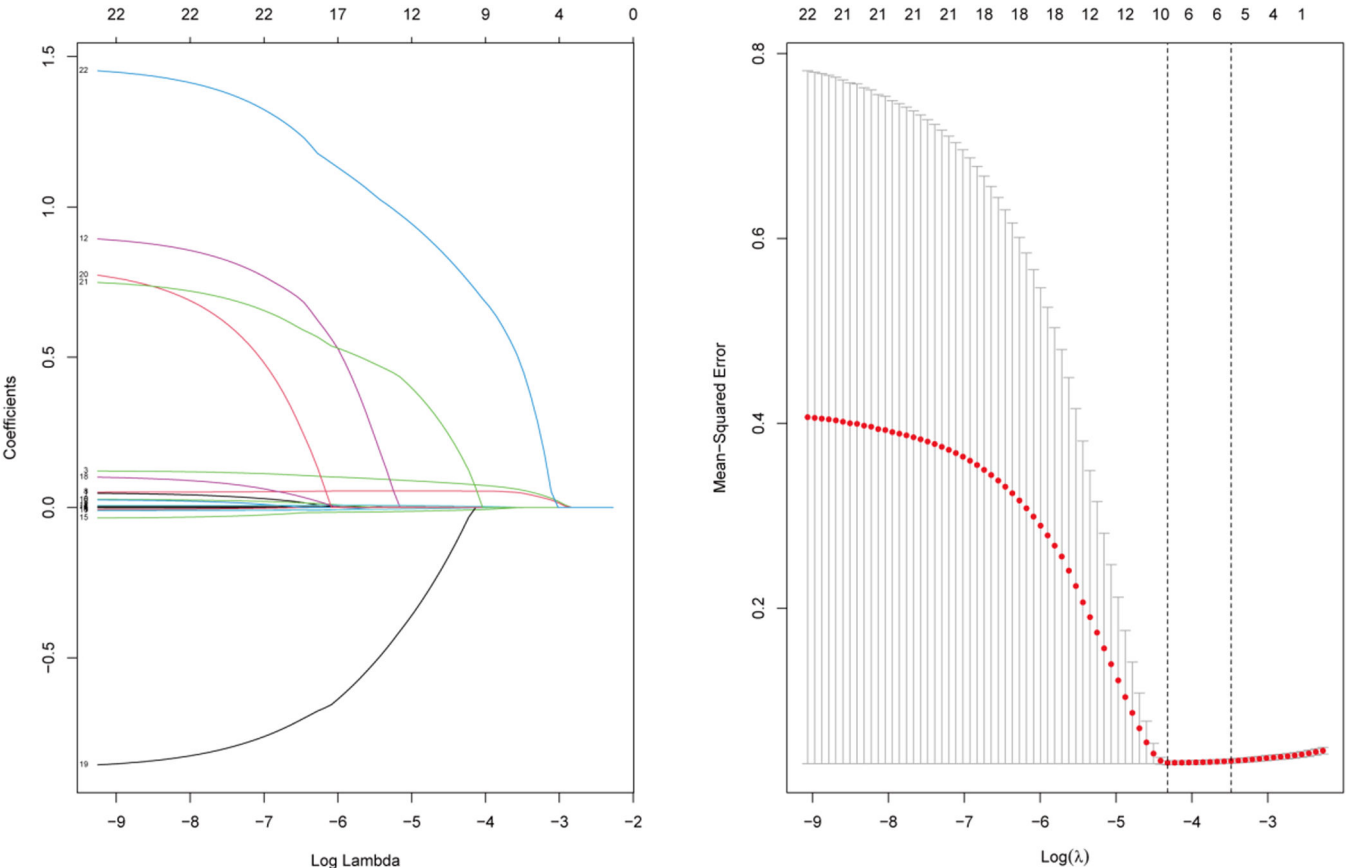 22 22 22 17 12 9 4 0
Coefficients
1.5
1.0
0.5
0.0
−0.5
22
12
20
21
3
18
15
19
−9 −8 −7 −6 −5 −4 −3 −2
Log Lambda
22 21 21 21 21 18 18 18 12 12 10 6 6 5 4 1
Mean−Squared Error
0.8
0.6
0.4
0.2
−9 −8 −7 −6 −5 −4 −3
Log(λ)